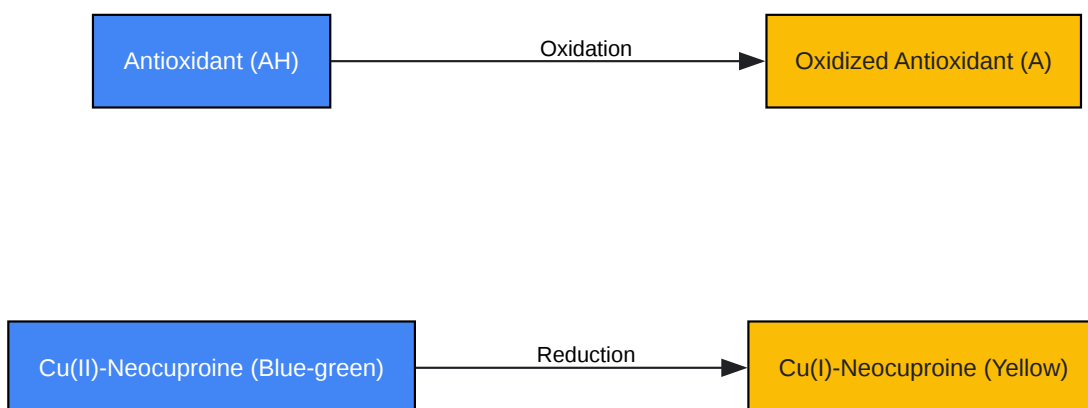 Antioxidant (AH)
Oxidation
Oxidized Antioxidant (A)
Cu(II)-Neocuproine (Blue-green)
Reduction
Cu(I)-Neocuproine (Yellow)